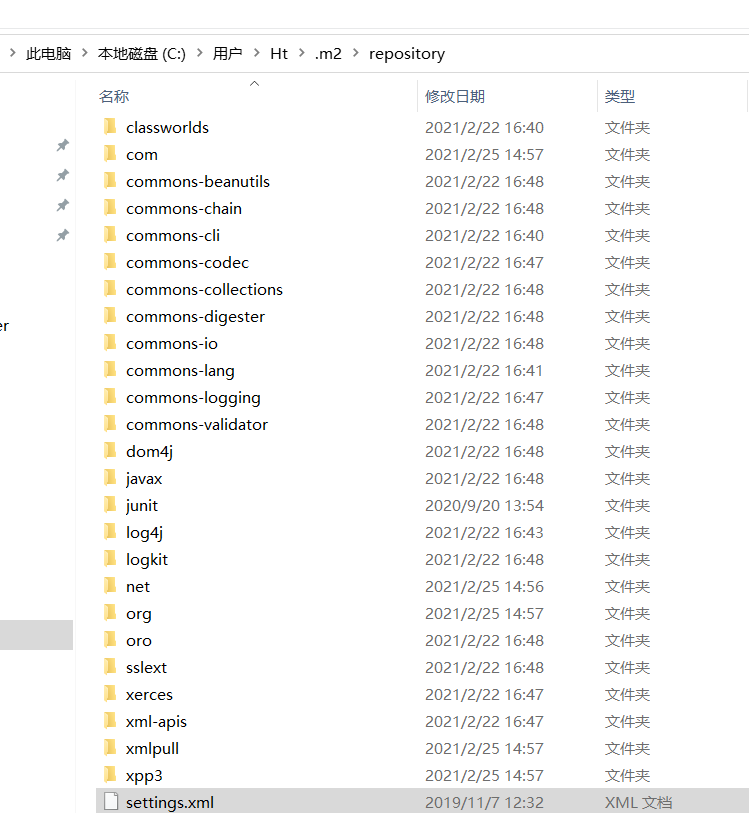 此电脑 > 本地磁盘 (C:) > 用户 > Ht > .m2 > repository
名称 修改日期 类型
classworlds 2021/2/22 16:40 文件夹
com 2021/2/25 14:57 文件夹
commons-beanutils 2021/2/22 16:48 文件夹
commons-chain 2021/2/22 16:48 文件夹
commons-cli 2021/2/22 16:40 文件夹
commons-codec 2021/2/22 16:47 文件夹
commons-collections 2021/2/22 16:48 文件夹
commons-digester 2021/2/22 16:48 文件夹
er
commons-io 2021/2/22 16:48 文件夹
commons-lang 2021/2/22 16:41 文件夹
commons-logging 2021/2/22 16:47 文件夹
commons-validator 2021/2/22 16:48 文件夹
dom4j 2021/2/22 16:48 文件夹
javax 2021/2/22 16:48 文件夹
junit 2020/9/20 13:54 文件夹
log4j 2021/2/22 16:43 文件夹
logkit 2021/2/22 16:48 文件夹
net 2021/2/25 14:56 文件夹
org 2021/2/25 14:57 文件夹
oro 2021/2/22 16:48 文件夹
sslext 2021/2/22 16:48 文件夹
xerces 2021/2/22 16:47 文件夹
xml-apis 2021/2/22 16:47 文件夹
xmlpull 2021/2/25 14:57 文件夹
xpp3 2021/2/25 14:57 文件夹
settings.xml 2019/11/7 12:32 XML 文档